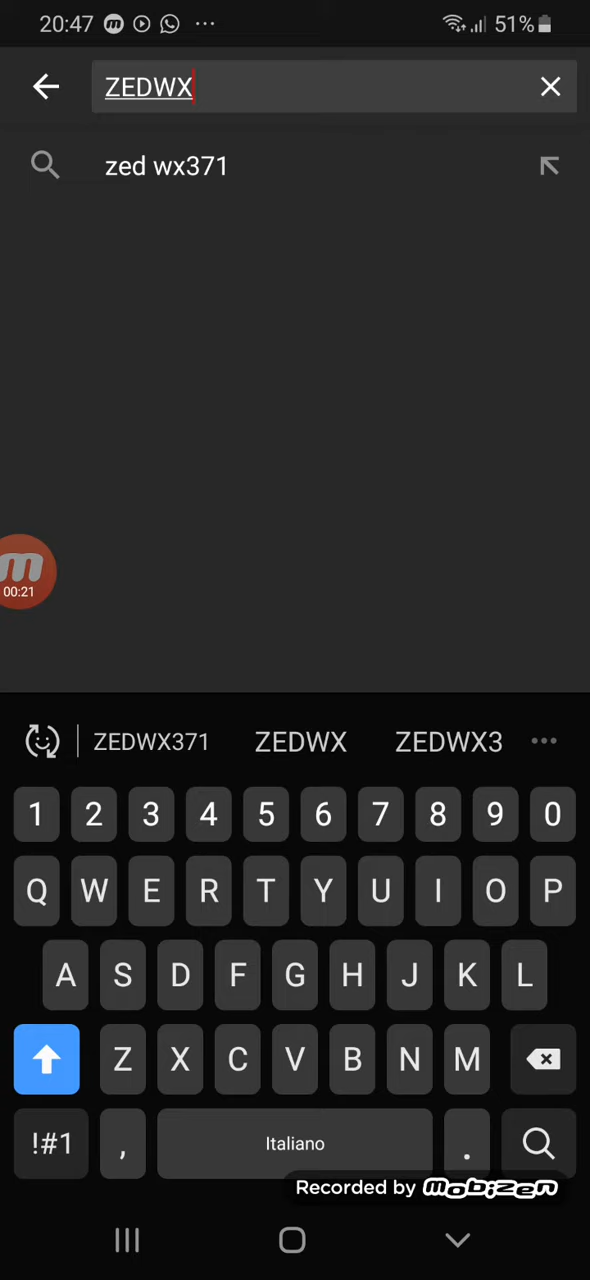 20:47 51%
ZEDWX
zed wx371
m
00:21
ZEDWX371 ZEDWX ZEDWX3
1 2 3 4 5 6 7 8 9 0
Q W E R T Y U I O P
A S D F G H J K L
Z X C V B N M
!#1 , Italiano .
Recorded by mobizen